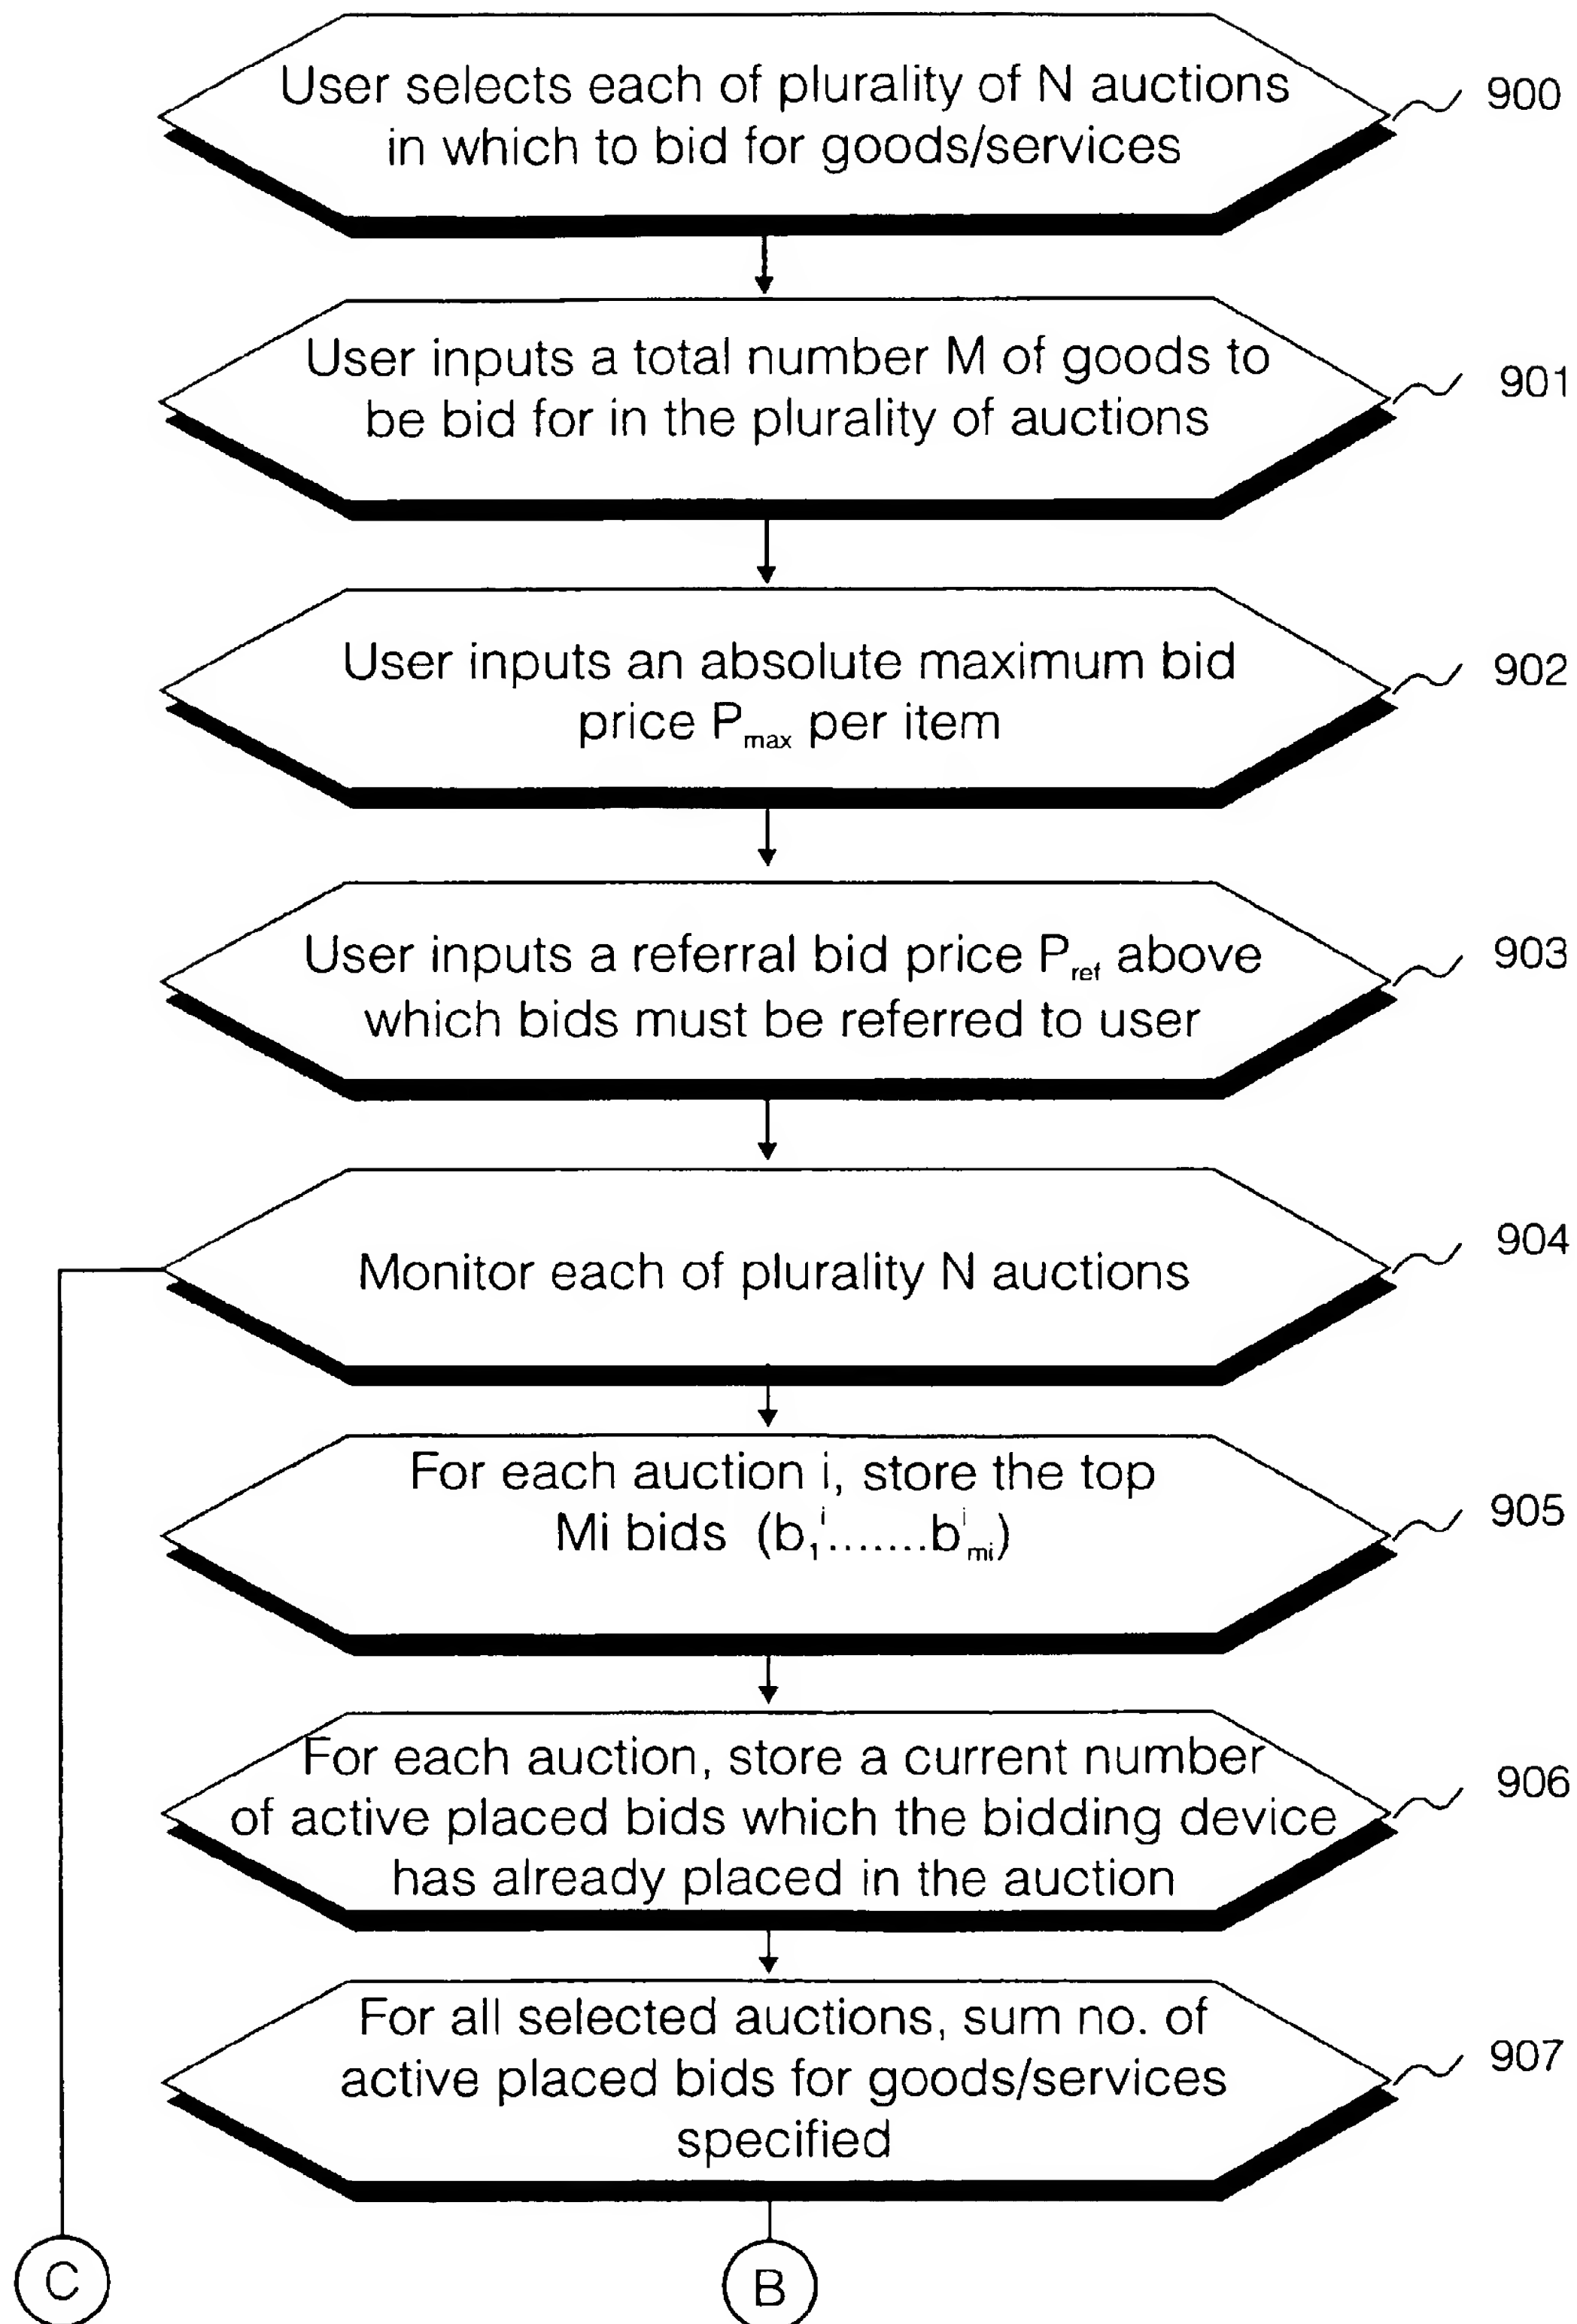 User selects each of plurality of N auctions
in which to bid for goods/services
900
User inputs a total number M of goods to
be bid for in the plurality of auctions
901
User inputs an absolute maximum bid
price Pmax per item
902
User inputs a referral bid price Pref above
which bids must be referred to user
903
Monitor each of plurality N auctions
904
For each auction i, store the top
Mi bids (b₁ⁱ.......bⁱmi)
905
For each auction, store a current number
of active placed bids which the bidding device
has already placed in the auction
906
For all selected auctions, sum no. of
active placed bids for goods/services
specified
907
C
B